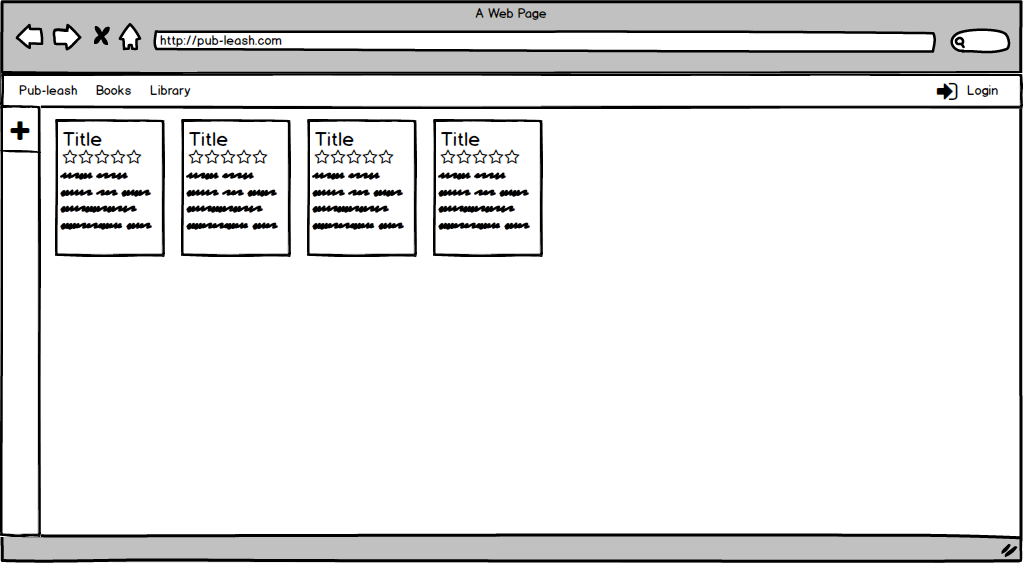 A Web Page
http://pub-leash.com
Pub-leash Books Library Login
Title Title Title Title